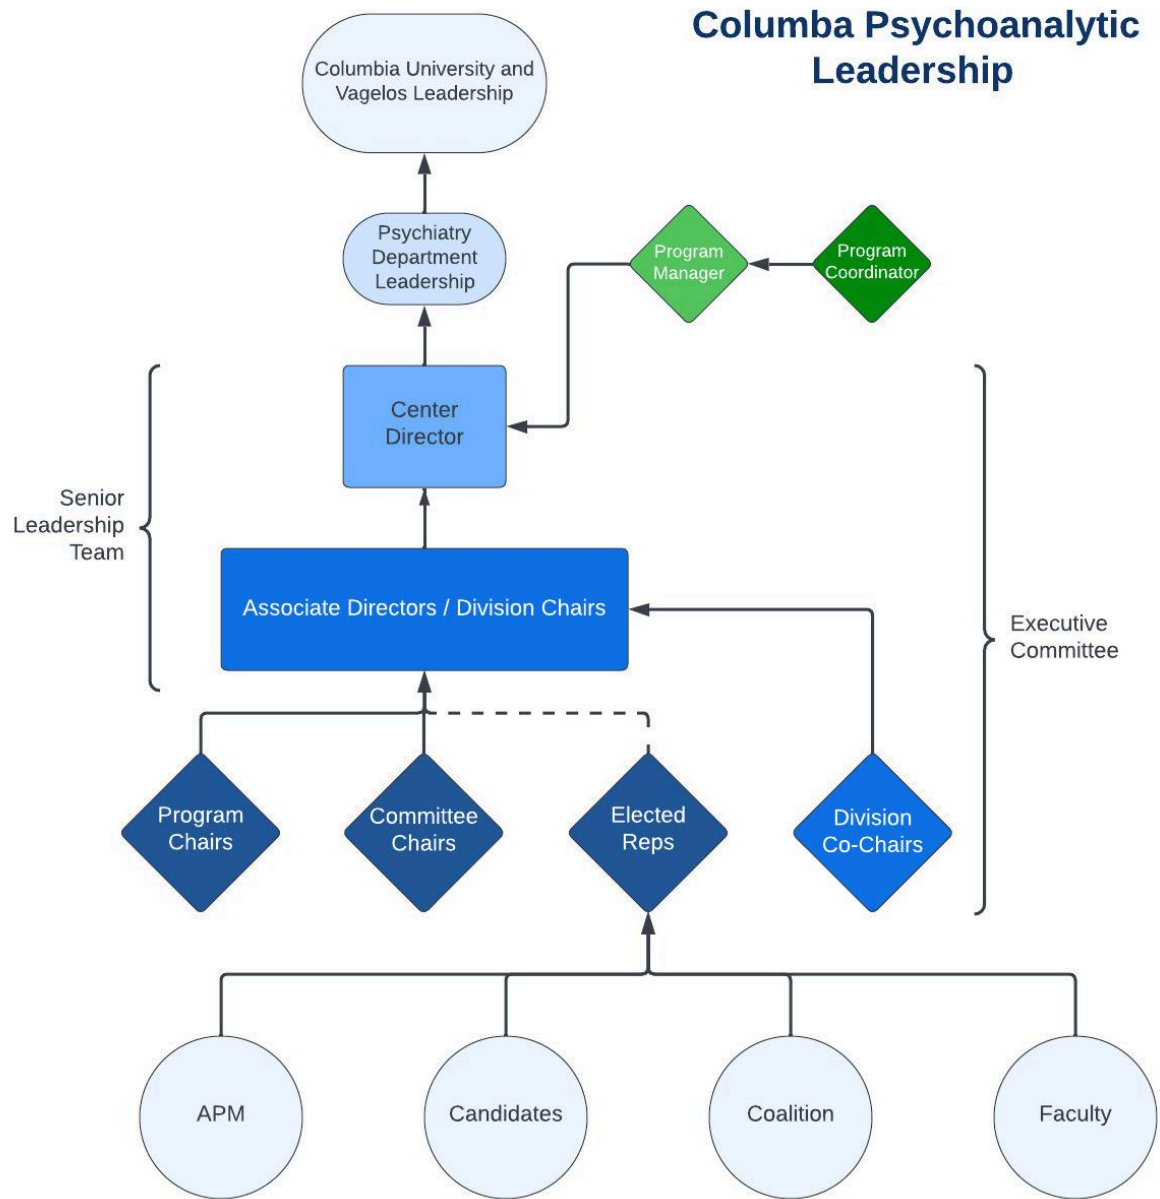 Columba Psychoanalytic
Leadership
Columbia University and
Vagelos Leadership
Psychiatry
Department
Leadership
Program
Manager
Program
Coordinator
Center
Director
Senior
Leadership
Team
Associate Directors / Division Chairs
Executive
Committee
Program
Chairs
Committee
Chairs
Elected
Reps
Division
Co-Chairs
APM
Candidates
Coalition
Faculty